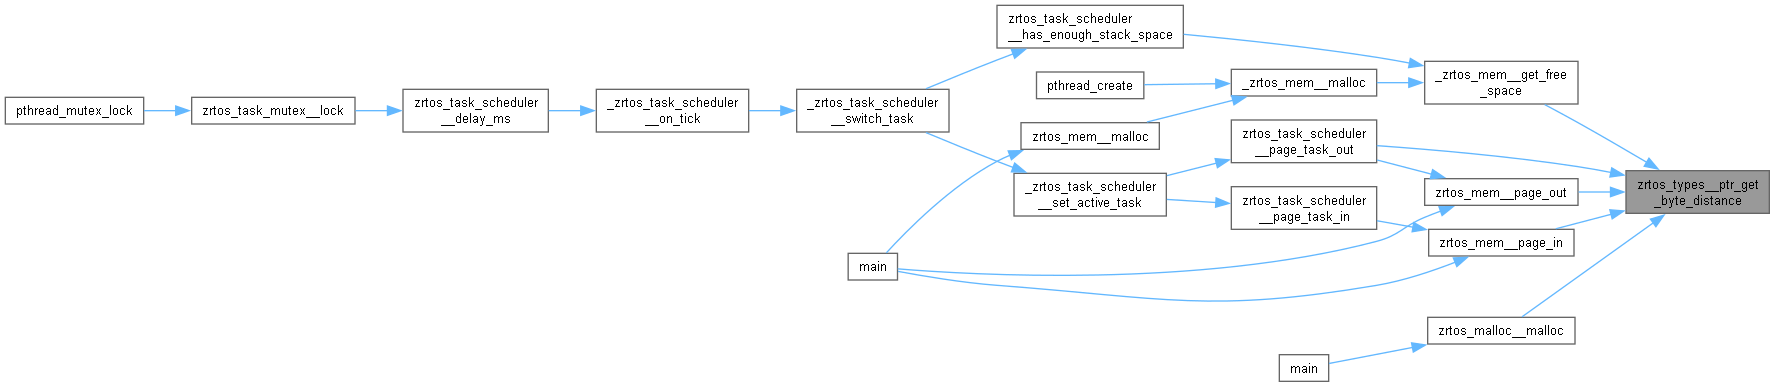 pthread_mutex_lock
zrtos_task_mutex__lock
zrtos_task_scheduler
__delay_ms
_zrtos_task_scheduler
__on_tick
_zrtos_task_scheduler
__switch_task
zrtos_task_scheduler
__has_enough_stack_space
pthread_create
zrtos_mem__malloc
_zrtos_task_scheduler
__set_active_task
main
_zrtos_mem__malloc
zrtos_task_scheduler
__page_task_out
zrtos_task_scheduler
__page_task_in
main
_zrtos_mem__get_free
_space
zrtos_mem__page_out
zrtos_mem__page_in
zrtos_malloc__malloc
zrtos_types__ptr_get
_byte_distance